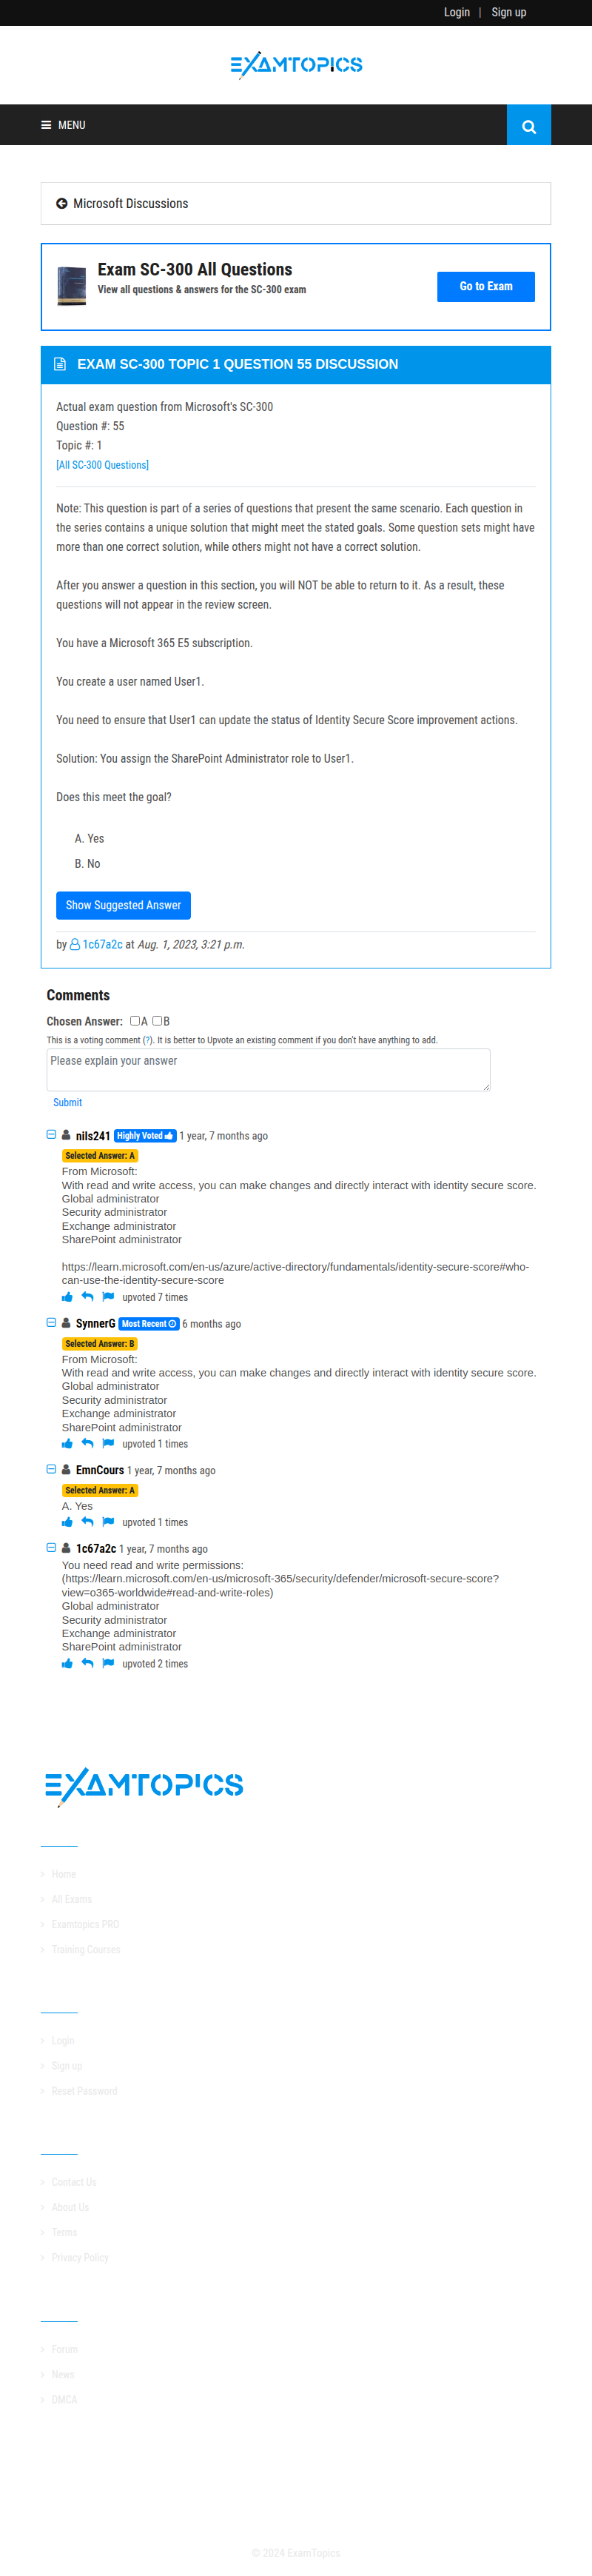 Login | Sign up
EXAMTOPICS
MENU
Microsoft Discussions
Exam SC-300 All Questions
View all questions & answers for the SC-300 exam
Go to Exam
EXAM SC-300 TOPIC 1 QUESTION 55 DISCUSSION
Actual exam question from Microsoft's SC-300
Question #: 55
Topic #: 1
[All SC-300 Questions]
Note: This question is part of a series of questions that present the same scenario. Each question in
the series contains a unique solution that might meet the stated goals. Some question sets might have
more than one correct solution, while others might not have a correct solution.
After you answer a question in this section, you will NOT be able to return to it. As a result, these
questions will not appear in the review screen.
You have a Microsoft 365 E5 subscription.
You create a user named User1.
You need to ensure that User1 can update the status of Identity Secure Score improvement actions.
Solution: You assign the SharePoint Administrator role to User1.
Does this meet the goal?
A. Yes
B. No
Show Suggested Answer
by 1c67a2c at Aug. 1, 2023, 3:21 p.m.
Comments
Chosen Answer: A B
This is a voting comment (?). It is better to Upvote an existing comment if you don't have anything to add.
Please explain your answer
Submit
nils241 Highly Voted 1 year, 7 months ago
Selected Answer: A
From Microsoft:
With read and write access, you can make changes and directly interact with identity secure score.
Global administrator
Security administrator
Exchange administrator
SharePoint administrator
https://learn.microsoft.com/en-us/azure/active-directory/fundamentals/identity-secure-score#who-
can-use-the-identity-secure-score
upvoted 7 times
SynnerG Most Recent 6 months ago
Selected Answer: B
From Microsoft:
With read and write access, you can make changes and directly interact with identity secure score.
Global administrator
Security administrator
Exchange administrator
SharePoint administrator
upvoted 1 times
EmnCours 1 year, 7 months ago
Selected Answer: A
A. Yes
upvoted 1 times
1c67a2c 1 year, 7 months ago
You need read and write permissions:
(https://learn.microsoft.com/en-us/microsoft-365/security/defender/microsoft-secure-score?
view=o365-worldwide#read-and-write-roles)
Global administrator
Security administrator
Exchange administrator
SharePoint administrator
upvoted 2 times
EXAMTOPICS
Home
All Exams
Examtopics PRO
Training Courses
Login
Sign up
Reset Password
Contact Us
About Us
Terms
Privacy Policy
Forum
News
DMCA
© 2024 ExamTopics